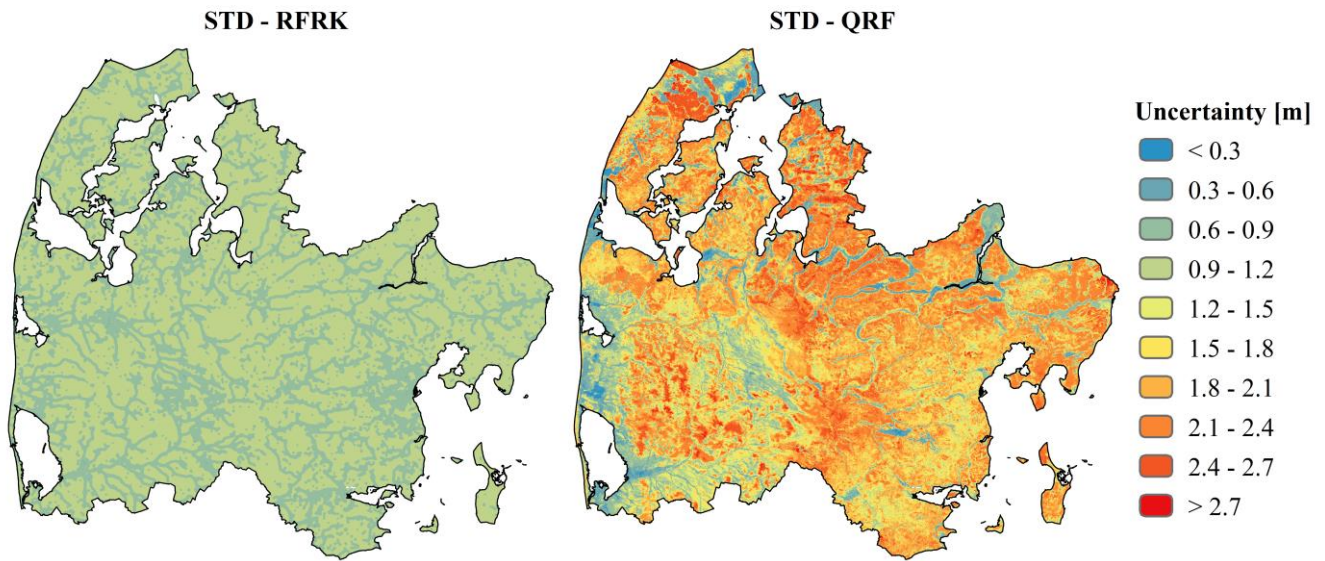 STD - RFRK
STD - QRF
Uncertainty [m]
< 0.3
0.3 - 0.6
0.6 - 0.9
0.9 - 1.2
1.2 - 1.5
1.5 - 1.8
1.8 - 2.1
2.1 - 2.4
2.4 - 2.7
> 2.7